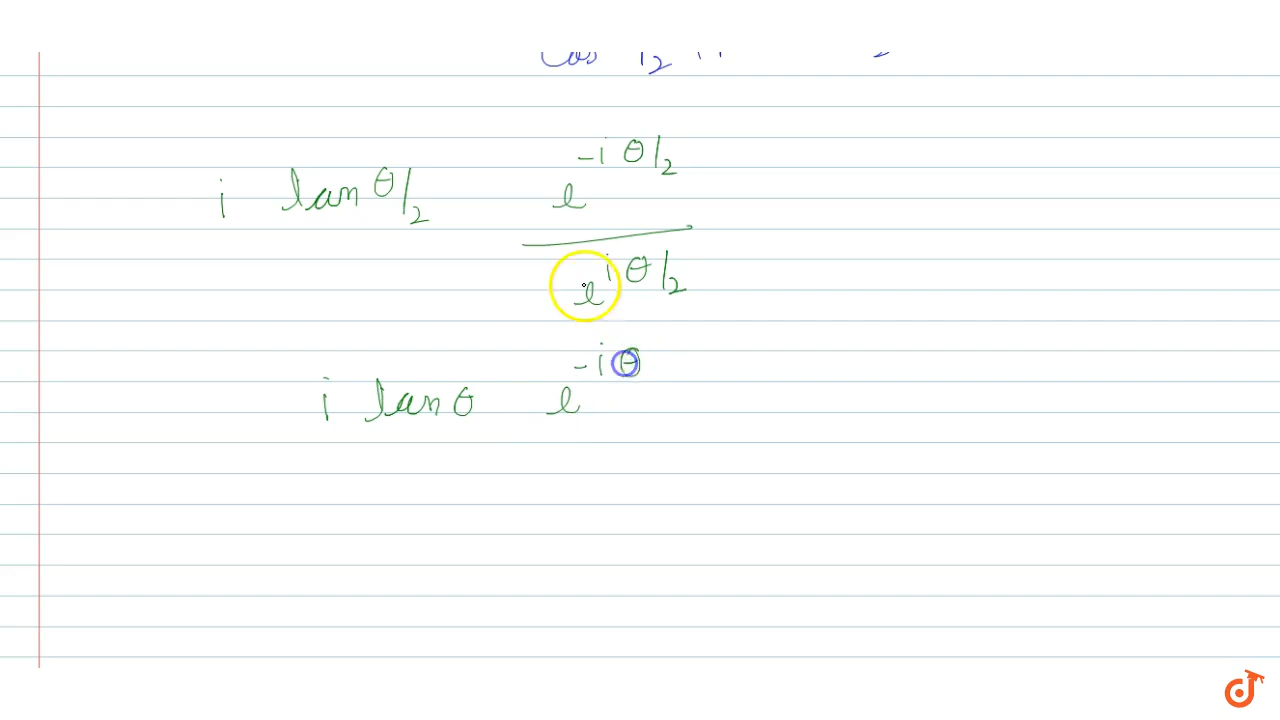 i tan θ/2 e^{-iθ/2} / e^{iθ/2}
i tan θ e^{-iθ}